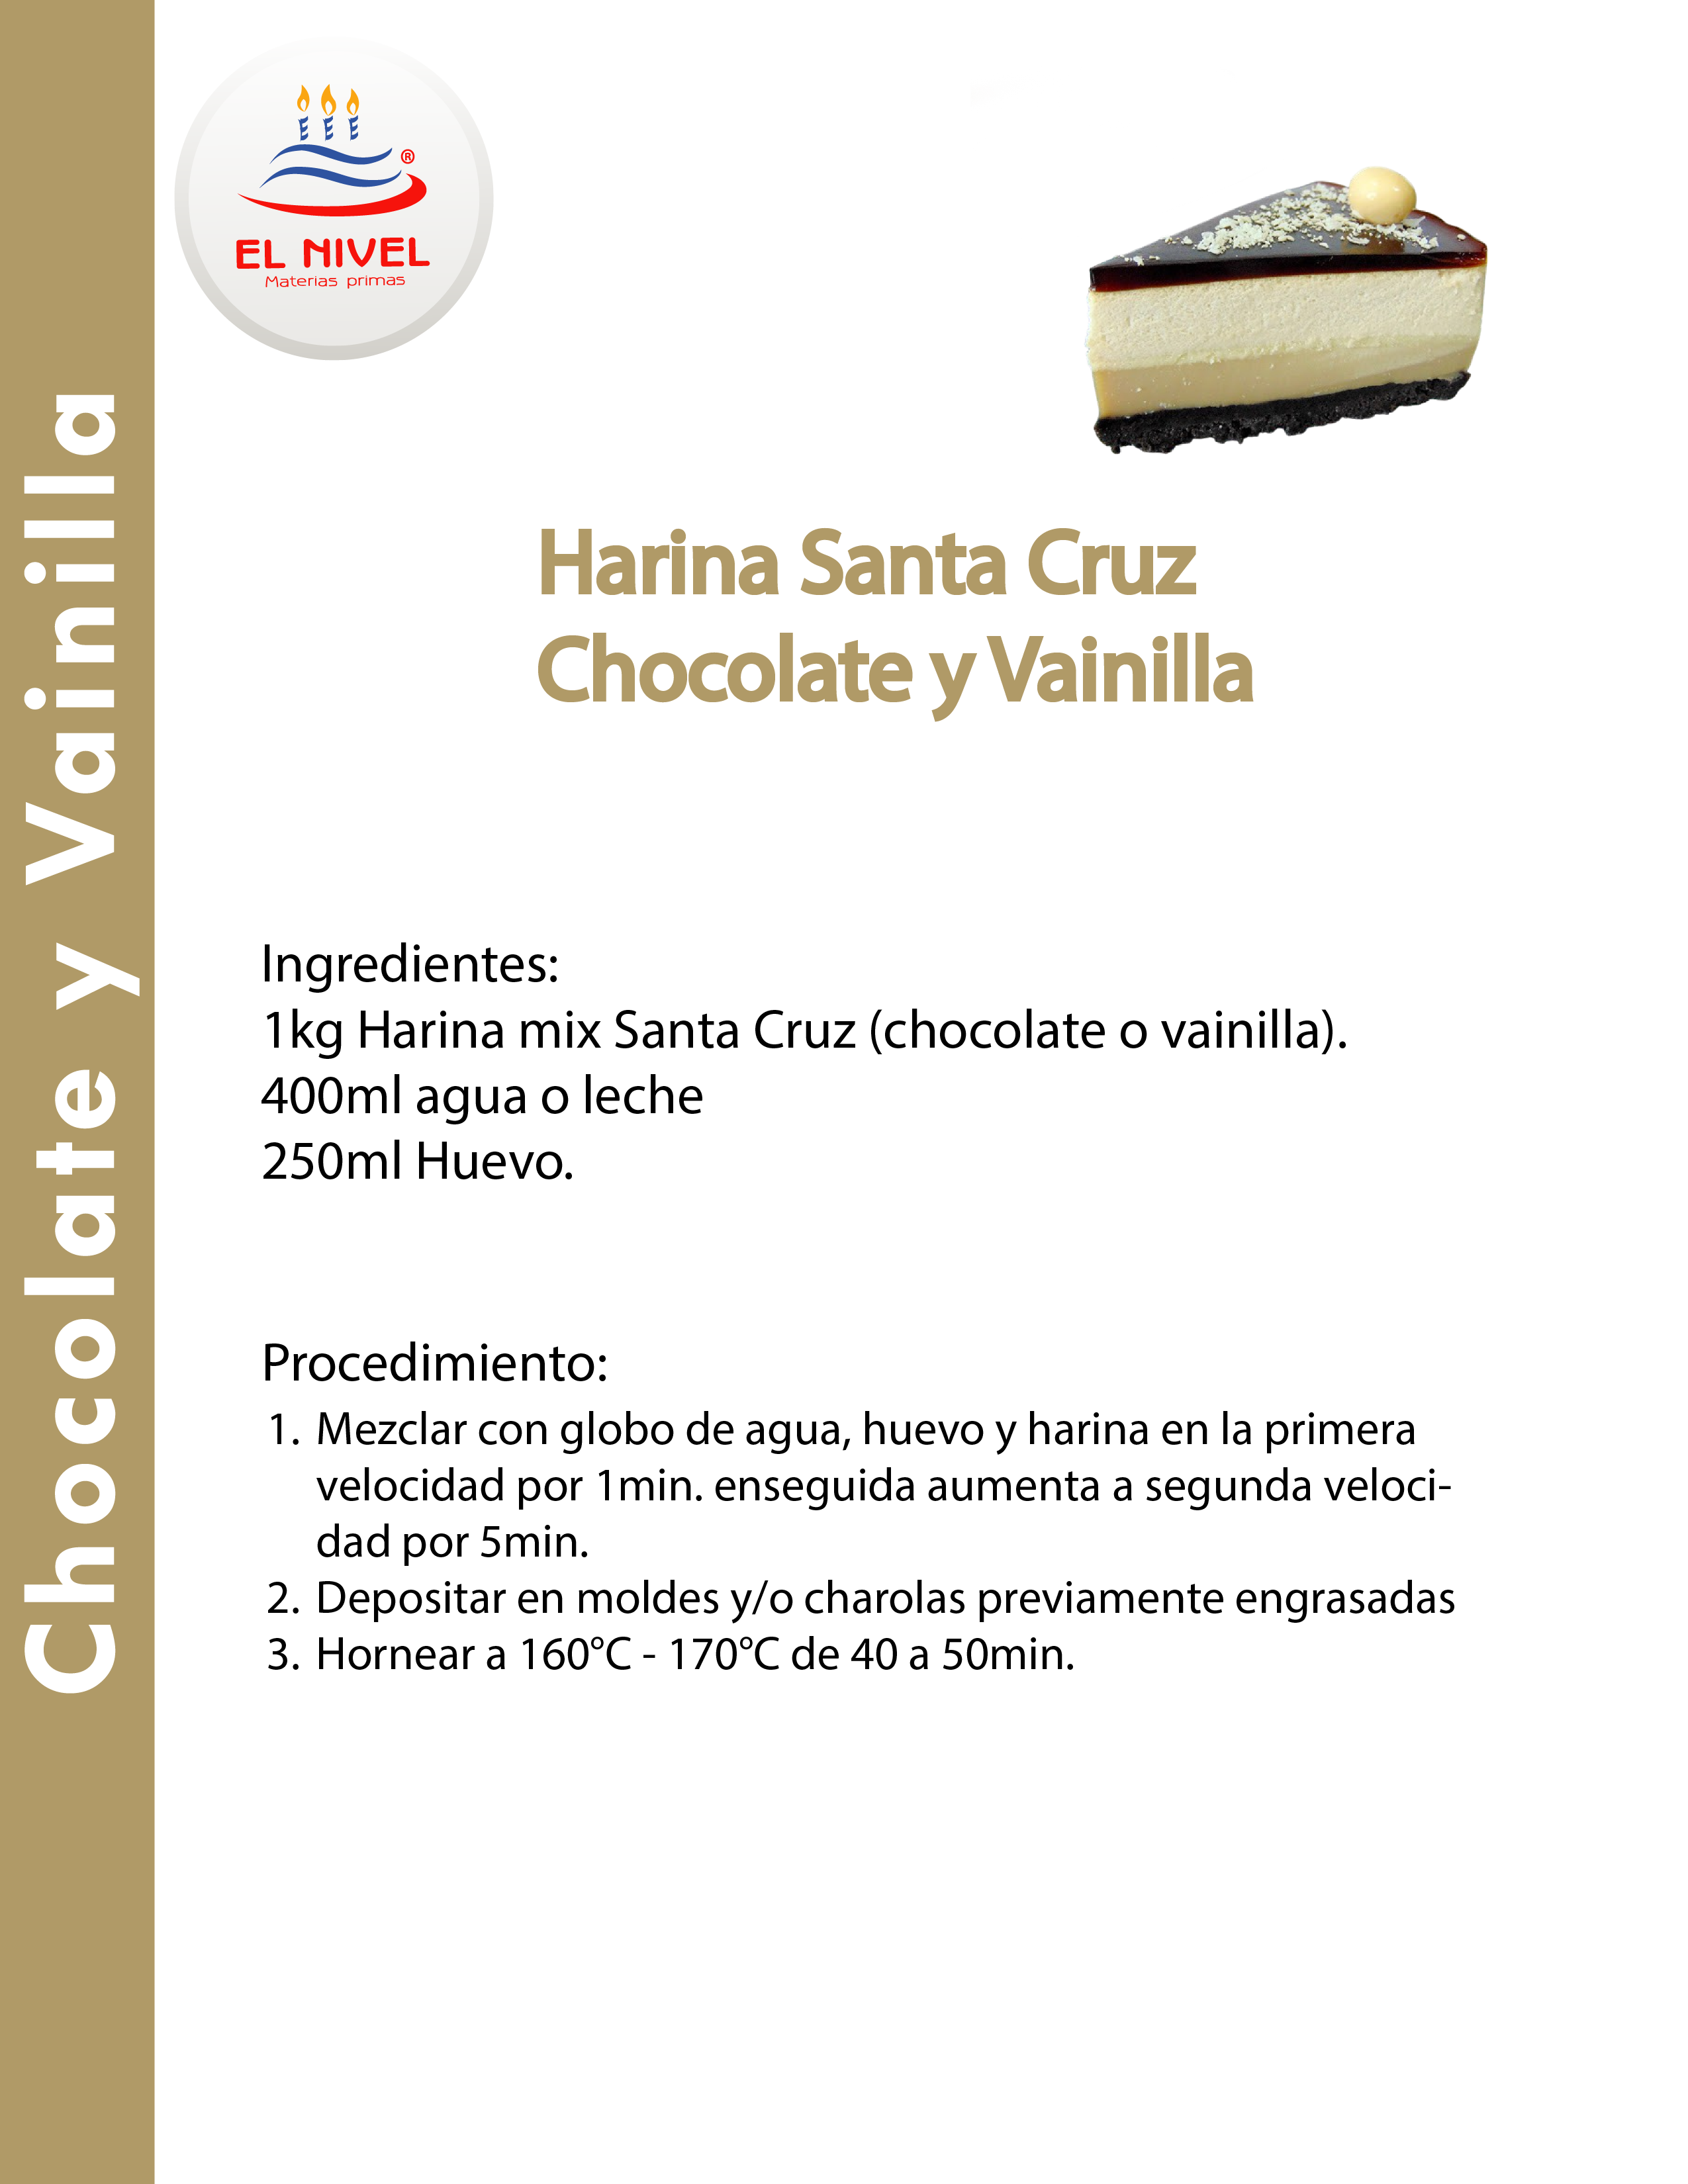 Chocolate y Vainilla
®
EL NIVEL
Materias primas
Harina Santa Cruz
Chocolate y Vainilla
Ingredientes:
1kg Harina mix Santa Cruz (chocolate o vainilla).
400ml agua o leche
250ml Huevo.
Procedimiento:
1. Mezclar con globo de agua, huevo y harina en la primera
velocidad por 1min. enseguida aumenta a segunda veloci-
dad por 5min.
2. Depositar en moldes y/o charolas previamente engrasadas
3. Hornear a 160°C - 170°C de 40 a 50min.